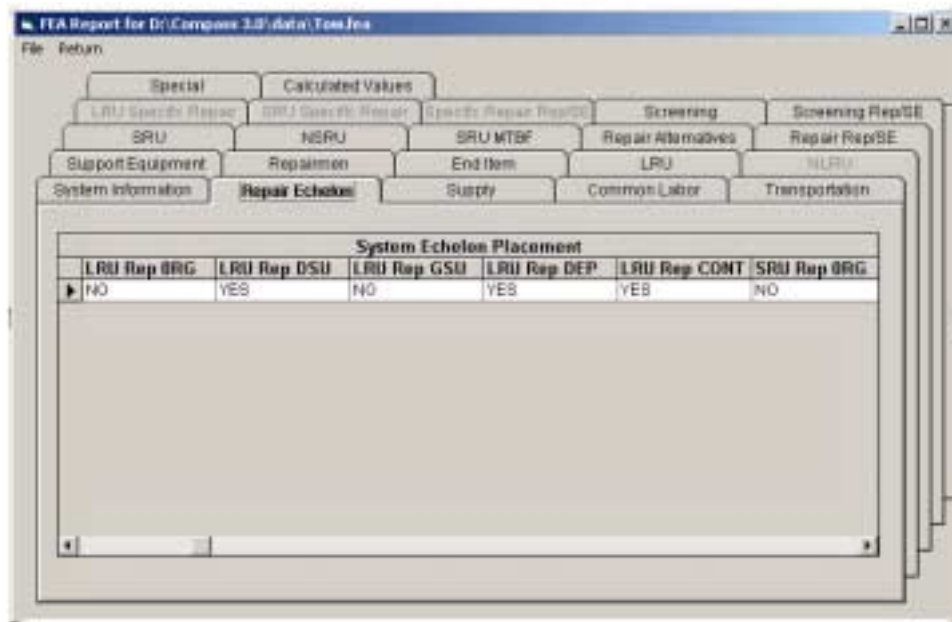 FEA Report for D:\Compass 3.0\data\Tom.fea
File Return
Special Calculated Values
LRU Specific Repair SRU Specific Repair Specific Repair Rep/SE Screening Screening Rep/SE
SRU NSRU SRU MTBF Repair Alternatives Repair Rep/SE
Support Equipment Repairmen End Item LRU NLRU
System Information Repair Echelon Supply Common Labor Transportation
System Echelon Placement
LRU Rep ORG LRU Rep DSU LRU Rep GSU LRU Rep DEP LRU Rep CONT SRU Rep ORG
NO YES NO YES YES NO